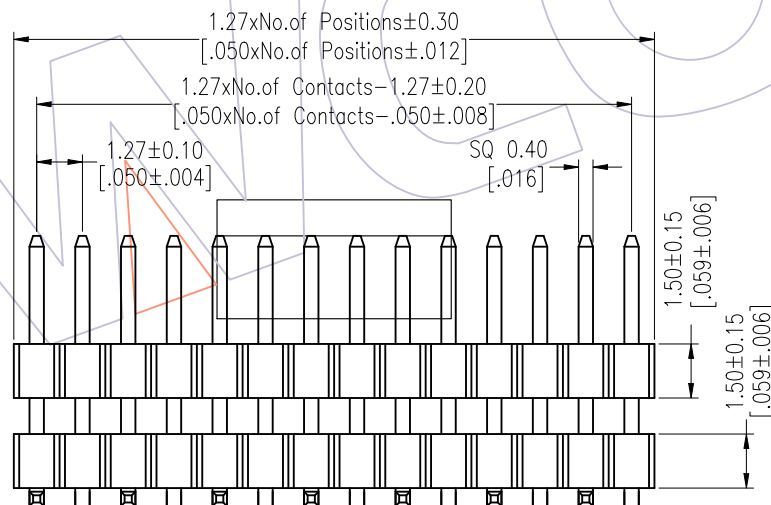 1.27xNo.of Positions±0.30
[.050xNo.of Positions±.012]
1.27xNo.of Contacts-1.27±0.20
[.050xNo.of Contacts-.050±.008]
1.27±0.10
[.050±.004]
SQ 0.40
[.016]
1.50±0.15
[.059±.006]
1.50±0.15
[.059±.006]